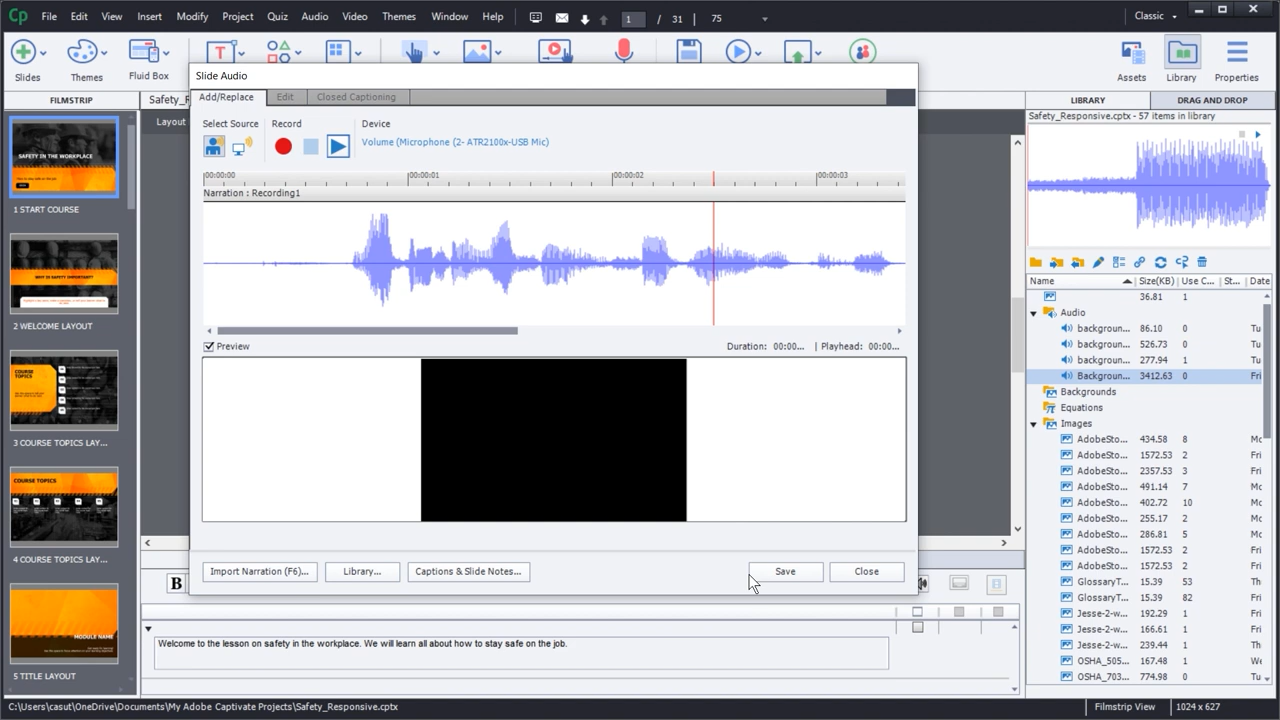 Cp File Edit View Insert Modify Project Quiz Audio Video Themes Window Help 1 / 31 75 Classic
Slides Themes Fluid Box Assets Library Properties
FILMSTRIP
LIBRARY DRAG AND DROP
Safety_Responsive.cptx - 57 items in library
Layout
Slide Audio
Add/Replace Edit Closed Captioning
Select Source Record Device
Volume (Microphone (2- ATR2100x-USB Mic)
00:00:00 00:00:01 00:00:02 00:00:03
Narration : Recording1
Preview Duration: 00:00... | Playhead: 00:00...
Import Narration (F6)... Library... Captions & Slide Notes... Save Close
B
Welcome to the lesson on safety in the workplace. We will learn all about how to stay safe on the job.
SAFETY IN THE WORKPLACE
1 START COURSE
WHY IS SAFETY IMPORTANT?
2 WELCOME LAYOUT
COURSE
TOPICS
3 COURSE TOPICS LAY...
COURSE TOPICS
4 COURSE TOPICS LAY...
MODULE NAME
5 TITLE LAYOUT
Name Size(KB) Use C... St... Date
36.81 1
Audio
backgroun... 86.10 0 Tu
backgroun... 526.73 0 Tu
backgroun... 277.94 1 Tu
Backgroun... 3412.63 0 Fri
Backgrounds
Equations
Images
AdobeSto... 434.58 8 Mc
AdobeSto... 1572.53 2 Fri
AdobeSto... 2357.53 3 Fri
AdobeSto... 491.14 7 Mc
AdobeSto... 402.72 10 Mc
AdobeSto... 255.17 2 Fri
AdobeSto... 286.81 5 Mc
AdobeSto... 1572.53 2 Fri
AdobeSto... 1572.53 2 Fri
GlossaryT... 15.39 53 Th
GlossaryT... 15.39 82 Th
Jesse-2-w... 192.29 1 Th
Jesse-2-w... 166.61 1 Th
Jesse-2-w... 239.44 1 Th
OSHA_505... 167.48 1 We
OSHA_703... 774.98 0 Th
C:\Users\casut\OneDrive\Documents\My Adobe Captivate Projects\Safety_Responsive.cptx Filmstrip View 1024 x 627